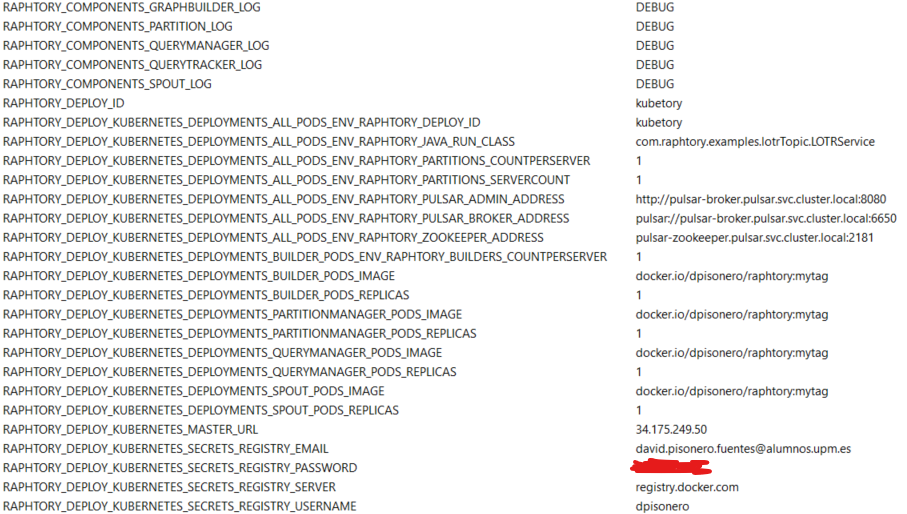 RAPHTORY_COMPONENTS_GRAPHBUILDER_LOG DEBUG
RAPHTORY_COMPONENTS_PARTITION_LOG DEBUG
RAPHTORY_COMPONENTS_QUERYMANAGER_LOG DEBUG
RAPHTORY_COMPONENTS_QUERYTRACKER_LOG DEBUG
RAPHTORY_COMPONENTS_SPOUT_LOG DEBUG
RAPHTORY_DEPLOY_ID kubetory
RAPHTORY_DEPLOY_KUBERNETES_DEPLOYMENTS_ALL_PODS_ENV_RAPHTORY_DEPLOY_ID kubetory
RAPHTORY_DEPLOY_KUBERNETES_DEPLOYMENTS_ALL_PODS_ENV_RAPHTORY_JAVA_RUN_CLASS com.raphtory.examples.lotrTopic.LOTRService
RAPHTORY_DEPLOY_KUBERNETES_DEPLOYMENTS_ALL_PODS_ENV_RAPHTORY_PARTITIONS_COUNTPERSERVER 1
RAPHTORY_DEPLOY_KUBERNETES_DEPLOYMENTS_ALL_PODS_ENV_RAPHTORY_PARTITIONS_SERVERCOUNT 1
RAPHTORY_DEPLOY_KUBERNETES_DEPLOYMENTS_ALL_PODS_ENV_RAPHTORY_PULSAR_ADMIN_ADDRESS http://pulsar-broker.pulsar.svc.cluster.local:8080
RAPHTORY_DEPLOY_KUBERNETES_DEPLOYMENTS_ALL_PODS_ENV_RAPHTORY_PULSAR_BROKER_ADDRESS pulsar://pulsar-broker.pulsar.svc.cluster.local:6650
RAPHTORY_DEPLOY_KUBERNETES_DEPLOYMENTS_ALL_PODS_ENV_RAPHTORY_ZOOKEEPER_ADDRESS pulsar-zookeeper.pulsar.svc.cluster.local:2181
RAPHTORY_DEPLOY_KUBERNETES_DEPLOYMENTS_BUILDER_PODS_ENV_RAPHTORY_BUILDERS_COUNTPERSERVER 1
RAPHTORY_DEPLOY_KUBERNETES_DEPLOYMENTS_BUILDER_PODS_IMAGE docker.io/dpisonero/raphtory:mytag
RAPHTORY_DEPLOY_KUBERNETES_DEPLOYMENTS_BUILDER_PODS_REPLICAS 1
RAPHTORY_DEPLOY_KUBERNETES_DEPLOYMENTS_PARTITIONMANAGER_PODS_IMAGE docker.io/dpisonero/raphtory:mytag
RAPHTORY_DEPLOY_KUBERNETES_DEPLOYMENTS_PARTITIONMANAGER_PODS_REPLICAS 1
RAPHTORY_DEPLOY_KUBERNETES_DEPLOYMENTS_QUERYMANAGER_PODS_IMAGE docker.io/dpisonero/raphtory:mytag
RAPHTORY_DEPLOY_KUBERNETES_DEPLOYMENTS_QUERYMANAGER_PODS_REPLICAS 1
RAPHTORY_DEPLOY_KUBERNETES_DEPLOYMENTS_SPOUT_PODS_IMAGE docker.io/dpisonero/raphtory:mytag
RAPHTORY_DEPLOY_KUBERNETES_DEPLOYMENTS_SPOUT_PODS_REPLICAS 1
RAPHTORY_DEPLOY_KUBERNETES_MASTER_URL 34.175.249.50
RAPHTORY_DEPLOY_KUBERNETES_SECRETS_REGISTRY_EMAIL david.pisonero.fuentes@alumnos.upm.es
RAPHTORY_DEPLOY_KUBERNETES_SECRETS_REGISTRY_PASSWORD
RAPHTORY_DEPLOY_KUBERNETES_SECRETS_REGISTRY_SERVER registry.docker.com
RAPHTORY_DEPLOY_KUBERNETES_SECRETS_REGISTRY_USERNAME dpisonero